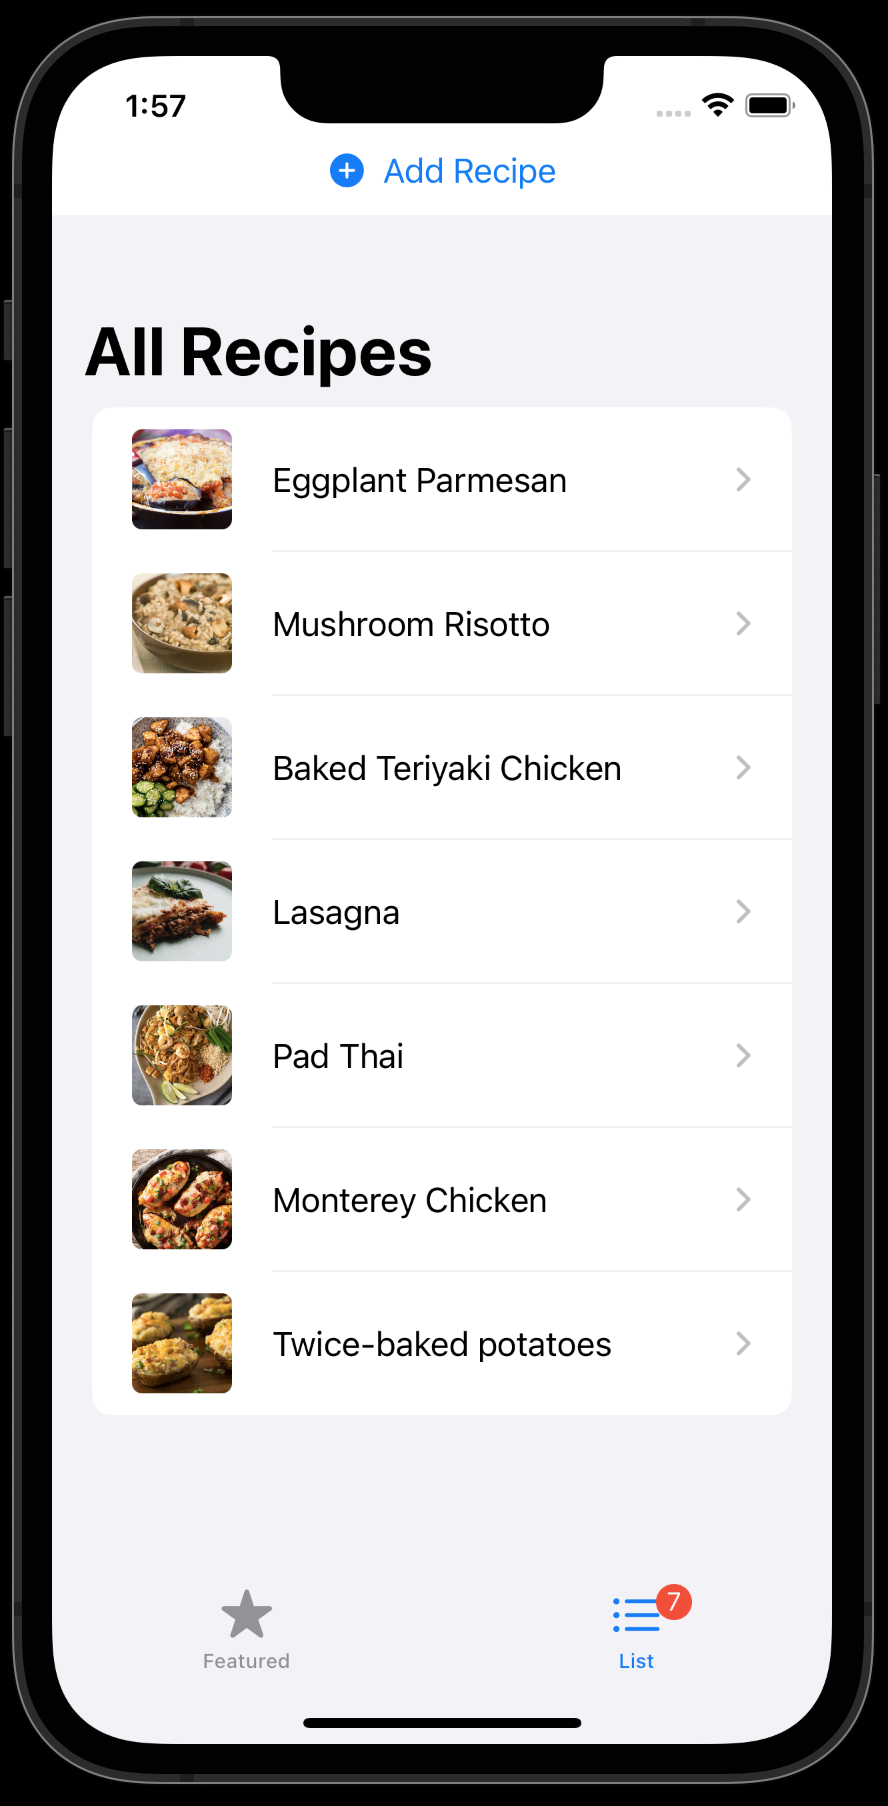 1:57
Add Recipe
All Recipes
Eggplant Parmesan
Mushroom Risotto
Baked Teriyaki Chicken
Lasagna
Pad Thai
Monterey Chicken
Twice-baked potatoes
7
Featured
List